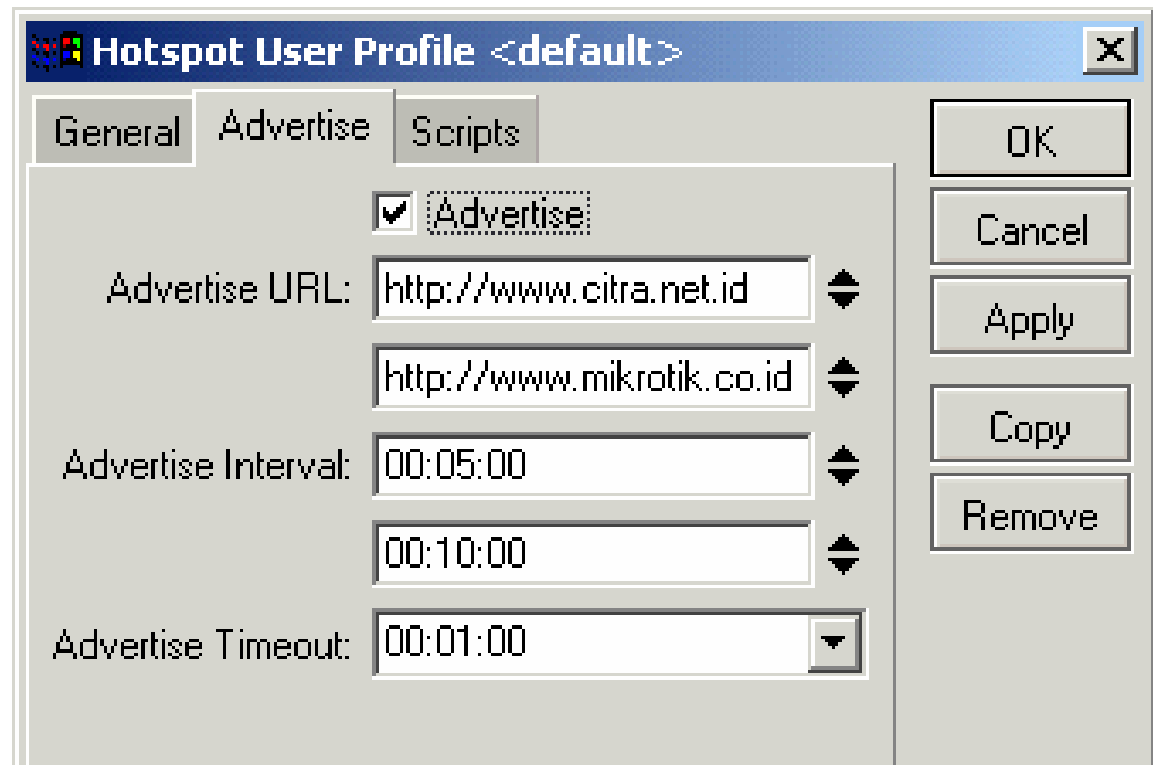 Hotspot User Profile <default>
General Advertise Scripts
OK
Advertise
Cancel
Advertise URL: http://www.citra.net.id
Apply
http://www.mikrotik.co.id
Copy
Advertise Interval: 00:05:00
Remove
00:10:00
Advertise Timeout: 00:01:00